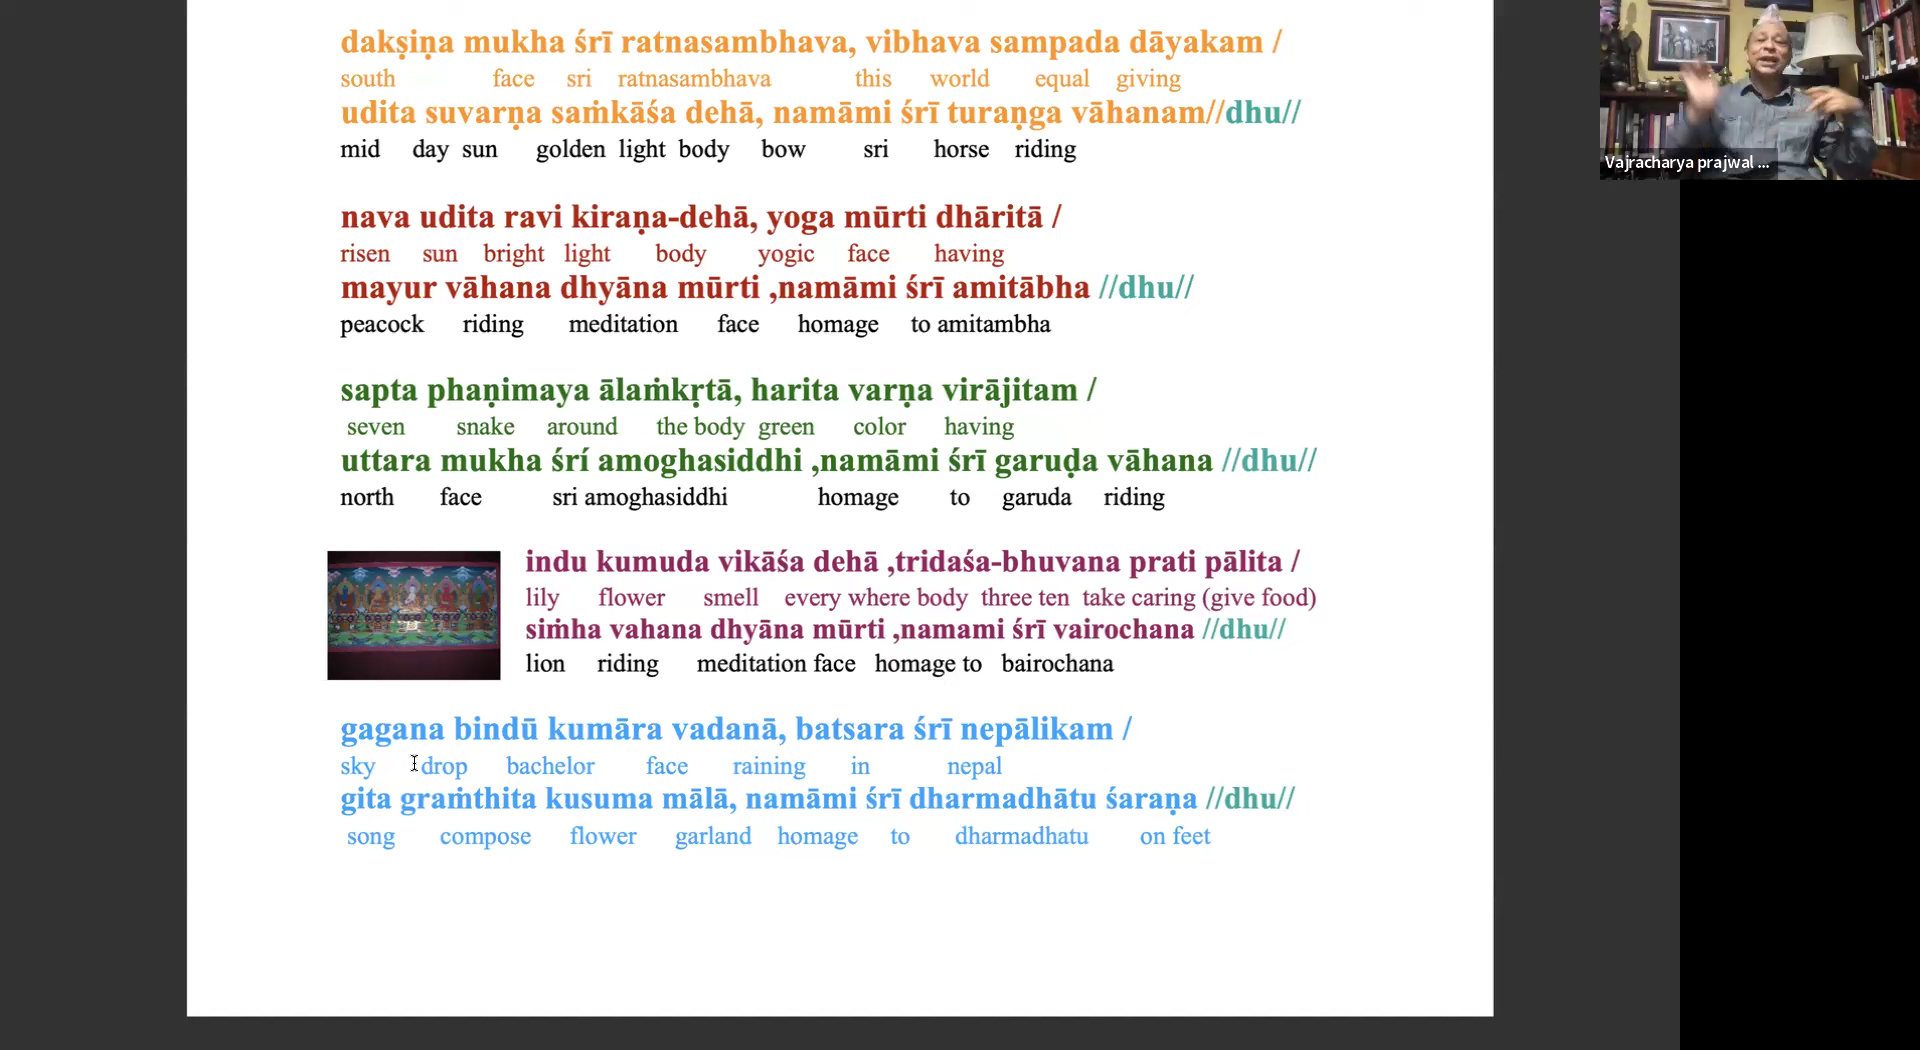 dakṣiṇa mukha śrī ratnasambhava, vibhava sampada dāyakam /
south face sri ratnasambhava this world equal giving
udita suvarṇa saṁkāśa dehā, namāmi śrī turaṇga vāhanam//dhu//
mid day sun golden light body bow sri horse riding
nava udita ravi kiraṇa-dehā, yoga mūrti dhāritā /
risen sun bright light body yogic face having
mayur vāhana dhyāna mūrti ,namāmi śrī amitābha //dhu//
peacock riding meditation face homage to amitambha
sapta phaṇimaya ālaṁkṛtā, harita varṇa virājitam /
seven snake around the body green color having
uttara mukha śrí amoghasiddhi ,namāmi śrī garuḍa vāhana //dhu//
north face sri amoghasiddhi homage to garuda riding
indu kumuda vikāśa dehā ,tridaśa-bhuvana prati pālita /
lily flower smell every where body three ten take caring (give food)
siṁha vahana dhyāna mūrti ,namami śrī vairochana //dhu//
lion riding meditation face homage to bairochana
gagana bindū kumāra vadanā, batsara śrī nepālikam /
sky drop bachelor face raining in nepal
gita graṁthita kusuma mālā, namāmi śrī dharmadhātu śaraṇa //dhu//
song compose flower garland homage to dharmadhatu on feet
Vajracharya prajwal ...